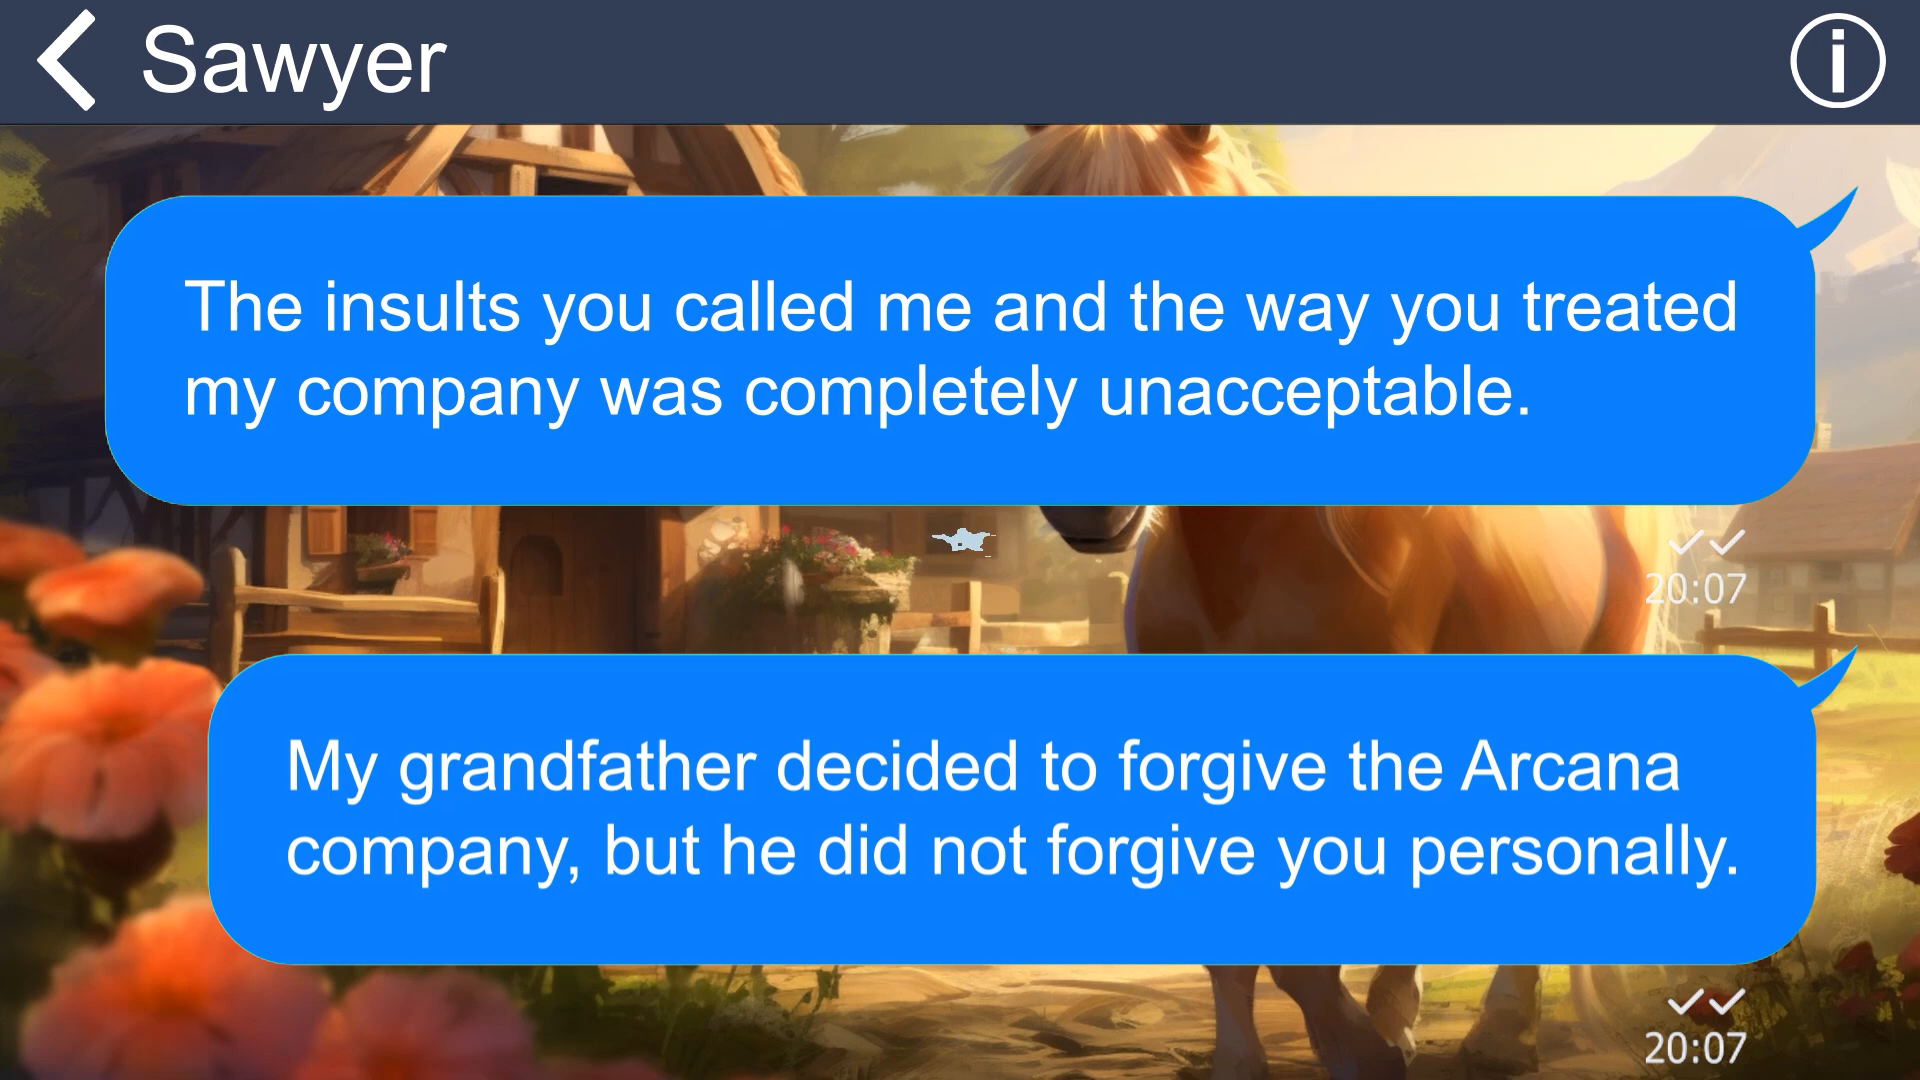 Sawyer
The insults you called me and the way you treated
my company was completely unacceptable.
20:07
My grandfather decided to forgive the Arcana
company, but he did not forgive you personally.
20:07